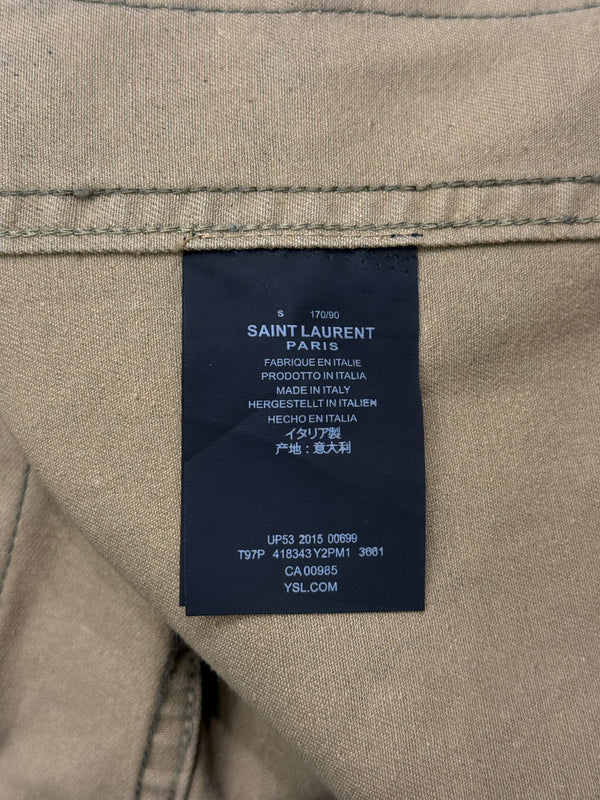 S 170/90
SAINT LAURENT
PARIS
FABRIQUE EN ITALIE
PRODOTTO IN ITALIA
MADE IN ITALY
HERGESTELLT IN ITALIEN
HECHO EN ITALIA
イタリア製
产地：意大利
UP53 2015 00699
T97P 418343 Y2PM1 3661
CA 00985
YSL.COM